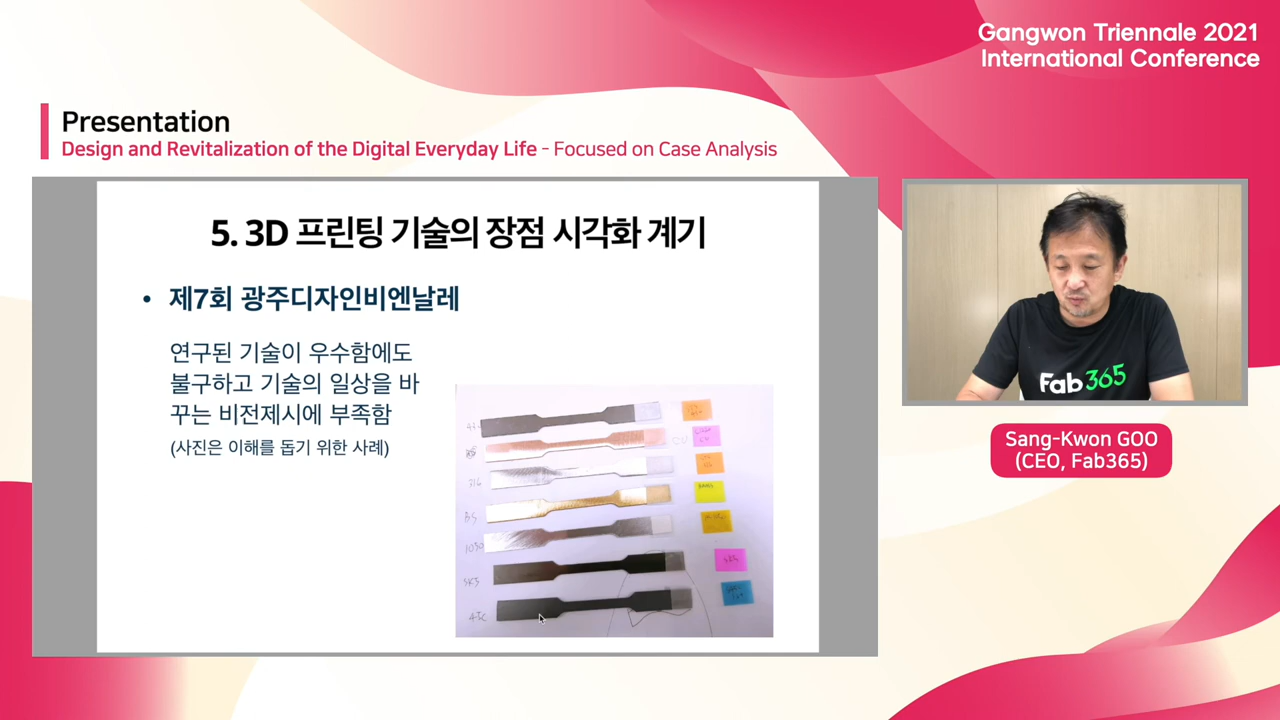 Gangwon Triennale 2021
International Conference
Presentation
Design and Revitalization of the Digital Everyday Life - Focused on Case Analysis
5. 3D 프린팅 기술의 장점 시각화 계기
• 제7회 광주디자인비엔날레
연구된 기술이 우수함에도
불구하고 기술의 일상을 바
꾸는 비전제시에 부족함
(사진은 이해를 돕기 위한 사례)
316
BS
1050
SK3
Fab365
Sang-Kwon GOO
(CEO, Fab365)